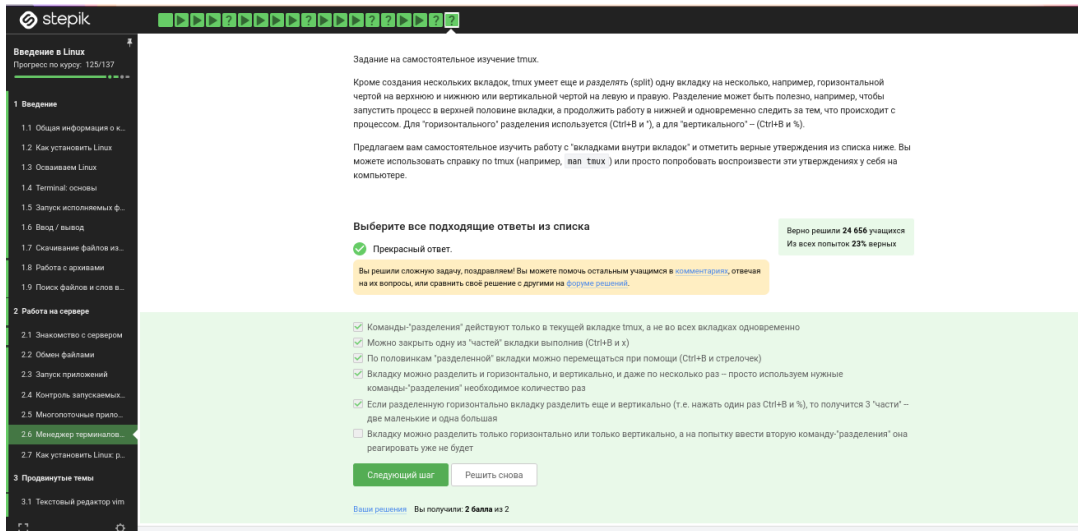 stepik
Введение в Linux
Прогресс по курсу: 125/137
1 Введение
1.1 Общая информация о к...
1.2 Как установить Linux
1.3 Осваиваем Linux
1.4 Terminal: основы
1.5 Запуск исполняемых ф...
1.6 Ввод / вывод
1.7 Скачивание файлов из...
1.8 Работа с архивами
1.9 Поиск файлов и слов в...
2 Работа на сервере
2.1 Знакомство с сервером
2.2 Обмен файлами
2.3 Запуск приложений
2.4 Контроль запускаемых...
2.5 Многопоточные прило...
2.6 Менеджер терминалов...
2.7 Как установить Linux: р...
3 Продвинутые темы
3.1 Текстовый редактор vim
Задание на самостоятельное изучение tmux.
Кроме создания нескольких вкладок, tmux умеет еще и разделять (split) одну вкладку на несколько, например, горизонтальной
чертой на верхнюю и нижнюю или вертикальной чертой на левую и правую. Разделение может быть полезно, например, чтобы
запустить процесс в верхней половине вкладки, а продолжить работу в нижней и одновременно следить за тем, что происходит с
процессом. Для "горизонтального" разделения используется (Ctrl+B и "), а для "вертикального" – (Ctrl+B и %).
Предлагаем вам самостоятельное изучить работу с "вкладками внутри вкладок" и отметить верные утверждения из списка ниже. Вы
можете использовать справку по tmux (например, man tmux ) или просто попробовать воспроизвести эти утверждениях у себя на
компьютере.
Выберите все подходящие ответы из списка
Прекрасный ответ.
Верно решили 24 656 учащихся
Из всех попыток 23% верных
Вы решили сложную задачу, поздравляем! Вы можете помочь остальным учащимся в комментариях, отвечая
на их вопросы, или сравнить своё решение с другими на форуме решений.
Команды-"разделения" действуют только в текущей вкладке tmux, а не во всех вкладках одновременно
Можно закрыть одну из "частей" вкладки выполнив (Ctrl+B и x)
По половинкам "разделенной" вкладки можно перемещаться при помощи (Ctrl+B и стрелочек)
Вкладку можно разделить и горизонтально, и вертикально, и даже по несколько раз – просто используем нужные
команды-"разделения" необходимое количество раз
Если разделенную горизонтально вкладку разделить еще и вертикально (т.е. нажать один раз Ctrl+B и %), то получится 3 "части" –
две маленькие и одна большая
Вкладку можно разделить только горизонтально или только вертикально, а на попытку ввести вторую команду-"разделения" она
реагировать уже не будет
Следующий шаг
Решить снова
Ваши решения Вы получили: 2 балла из 2